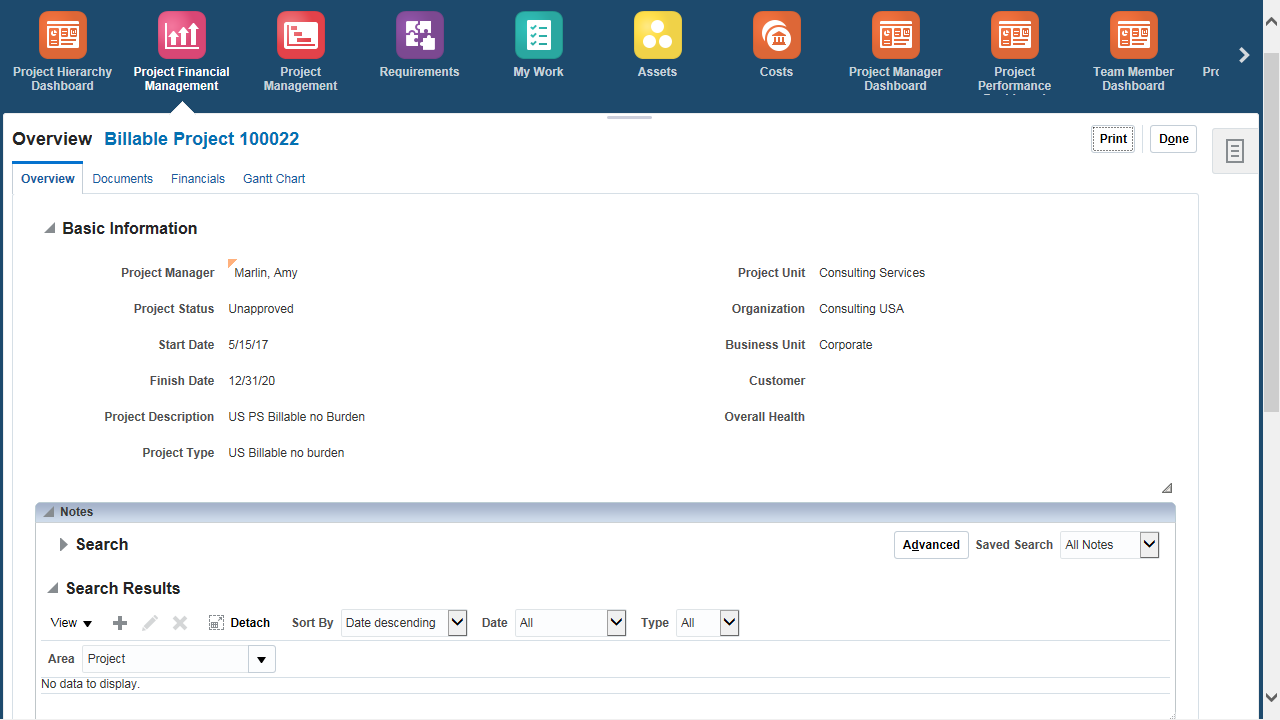 Project Hierarchy Dashboard
Project Financial Management
Project Management
Requirements
My Work
Assets
Costs
Project Manager Dashboard
Project Performance
Team Member Dashboard
Overview Billable Project 100022
Print
Done
Overview Documents Financials Gantt Chart
Basic Information
Project Manager Marlin, Amy
Project Status Unapproved
Start Date 5/15/17
Finish Date 12/31/20
Project Description US PS Billable no Burden
Project Type US Billable no burden
Project Unit Consulting Services
Organization Consulting USA
Business Unit Corporate
Customer
Overall Health
Notes
Search
Advanced Saved Search All Notes
Search Results
View Detach Sort By Date descending Date All Type All
Area Project
No data to display.